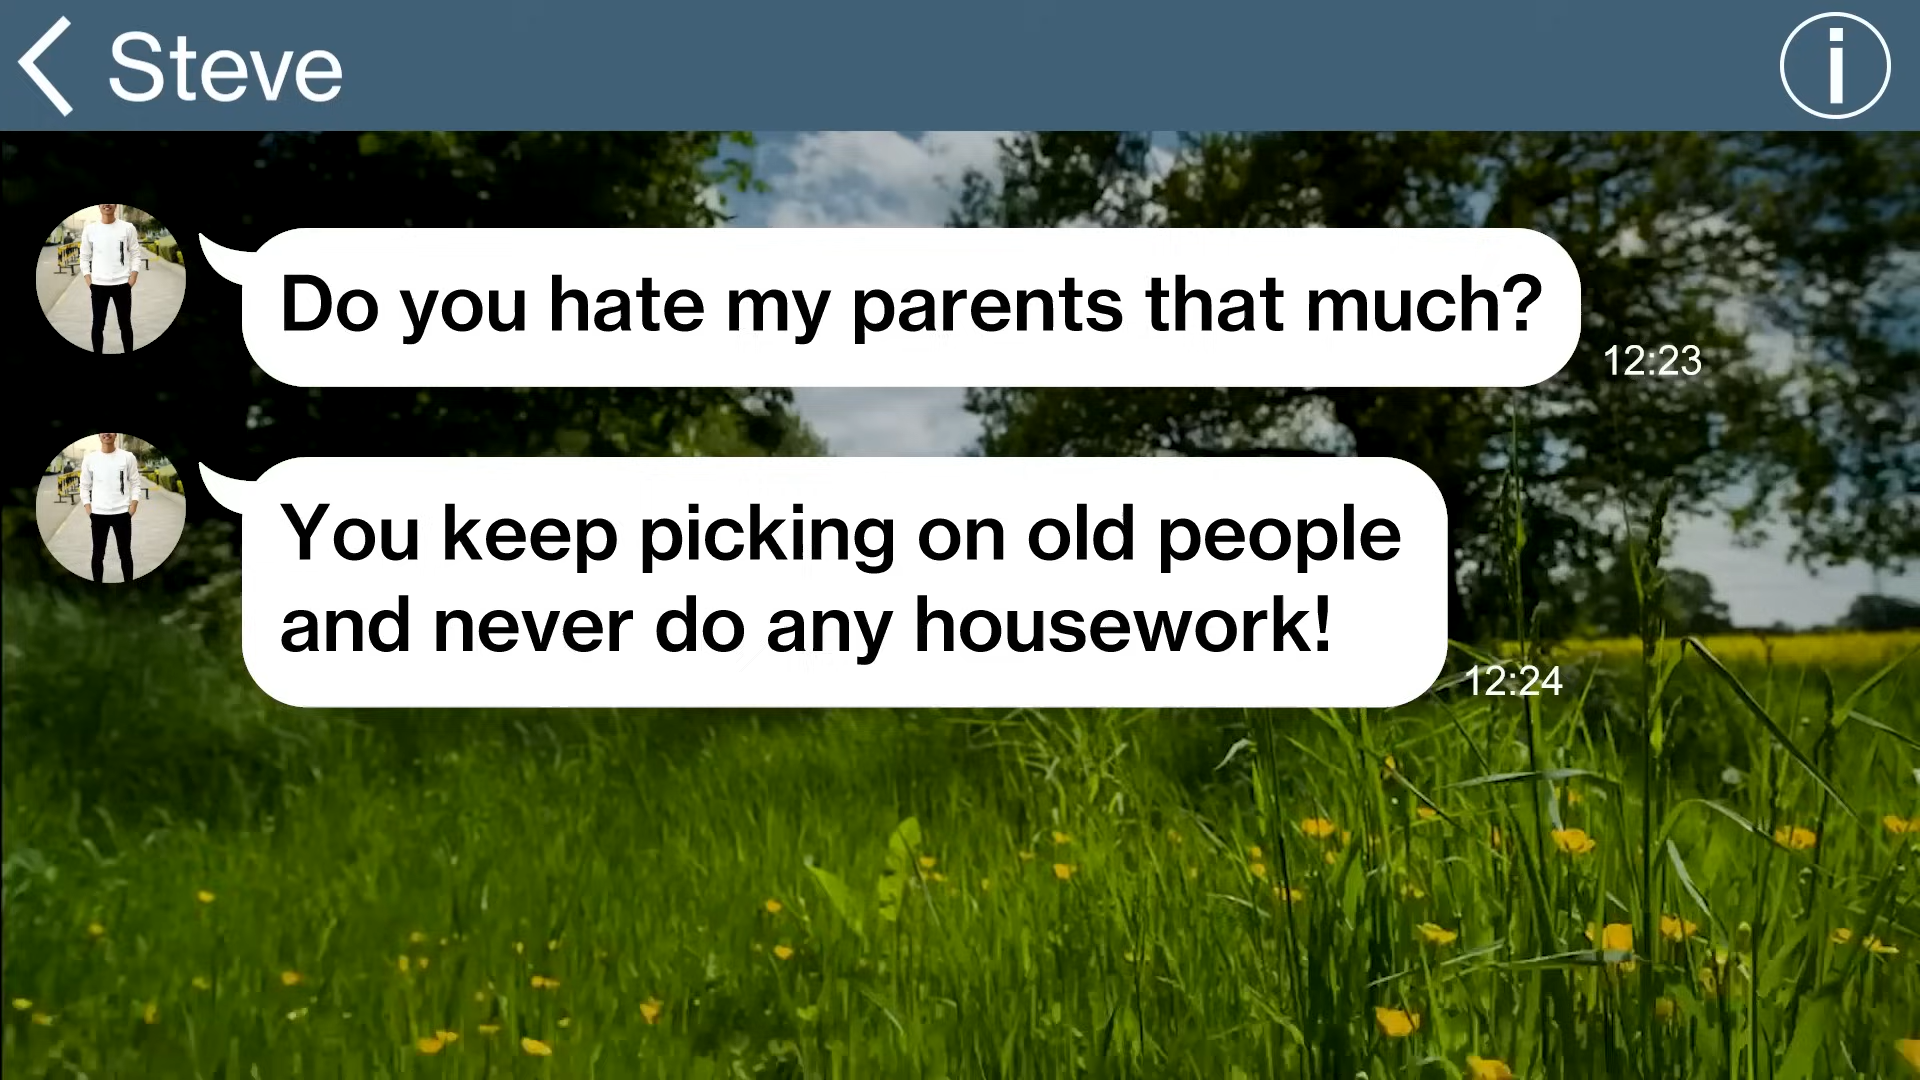 Steve
Do you hate my parents that much?
12:23
You keep picking on old people
and never do any housework!
12:24